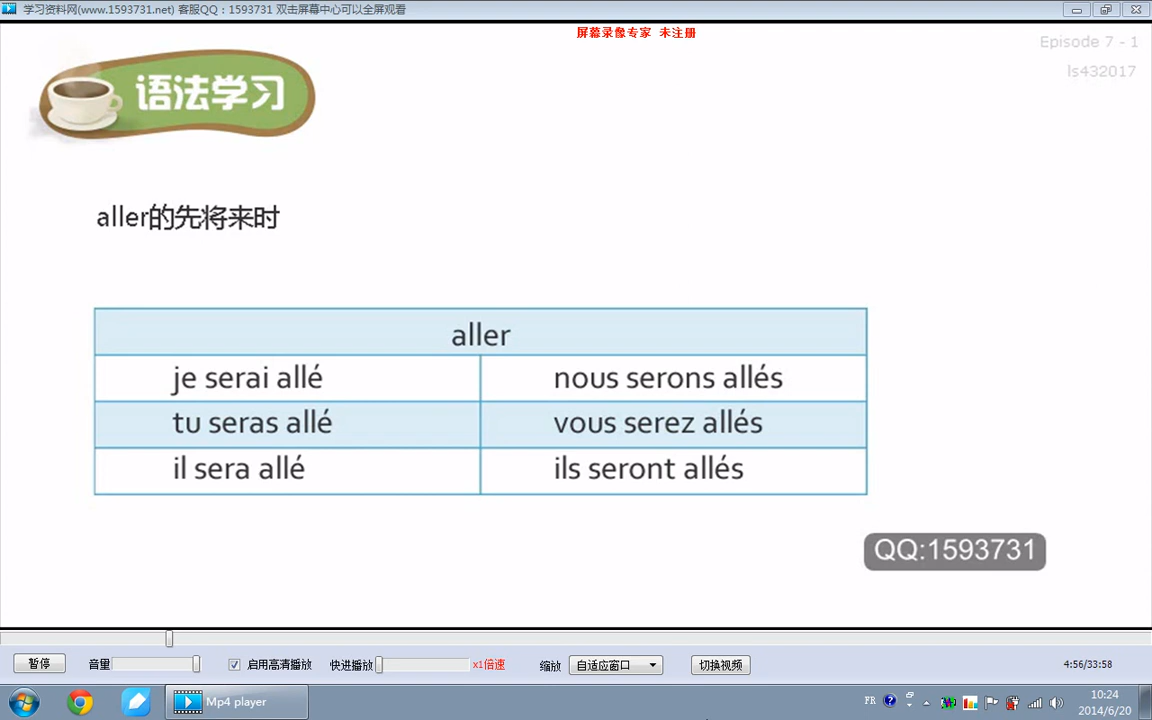 学习资料网(www.1593731.net) 客服QQ：1593731 双击屏幕中心可以全屏观看
屏幕录像专家 未注册
Episode 7 - 1
ls432017
语法学习
aller的先将来时
aller
je serai allé nous serons allés
tu seras allé vous serez allés
il sera allé ils seront allés
QQ:1593731
暂停 音量 启用高清播放 快进播放 x1倍速 缩放 自适应窗口 切换视频 4:56/33:58
Mp4 player FR 10:24
2014/6/20